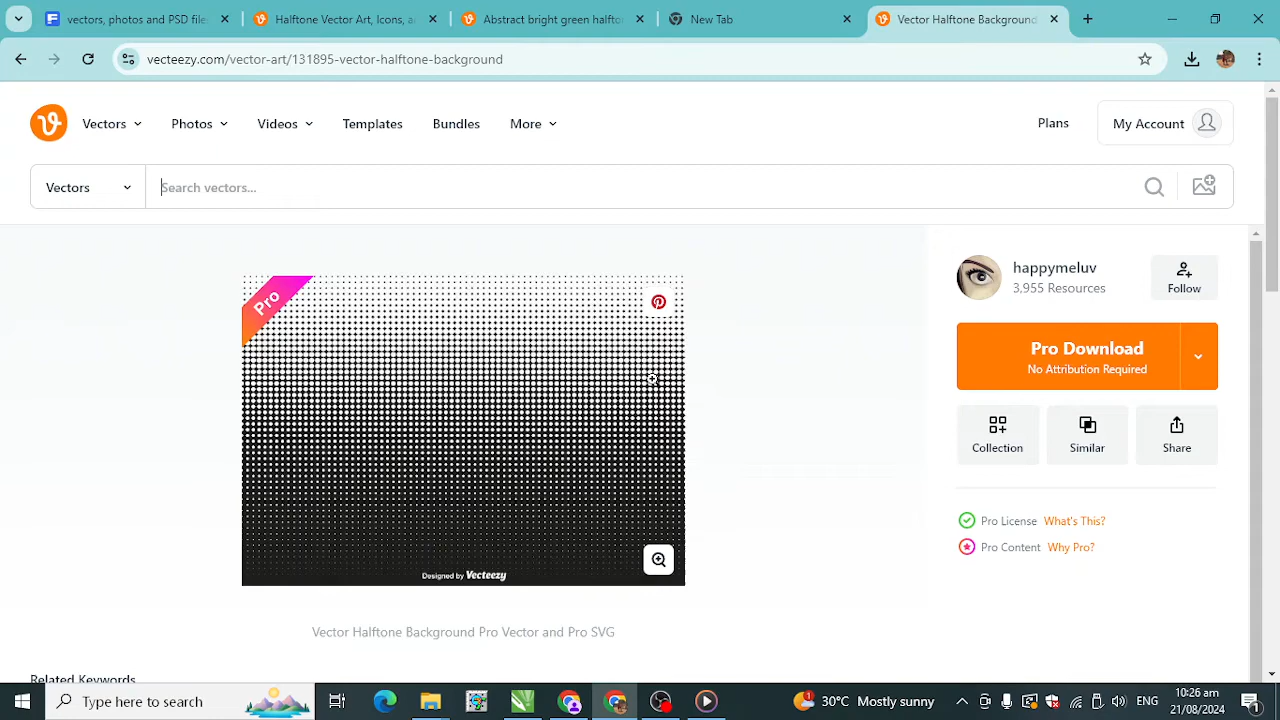 vectors, photos and PSD file
Halftone Vector Art, Icons, a
Abstract bright green halfto
New Tab
Vector Halftone Background
vecteezy.com/vector-art/131895-vector-halftone-background
Vectors
Photos
Videos
Templates
Bundles
More
Plans
My Account
Vectors
Search vectors...
Pro
happymeluv
3,955 Resources
Follow
Pro Download
No Attribution Required
Collection
Similar
Share
Pro License What's This?
Pro Content Why Pro?
Designed by Vecteezy
Vector Halftone Background Pro Vector and Pro SVG
Related Keywords
Type here to search
1
30°C Mostly sunny
ENG
10:26 am
21/08/2024
1